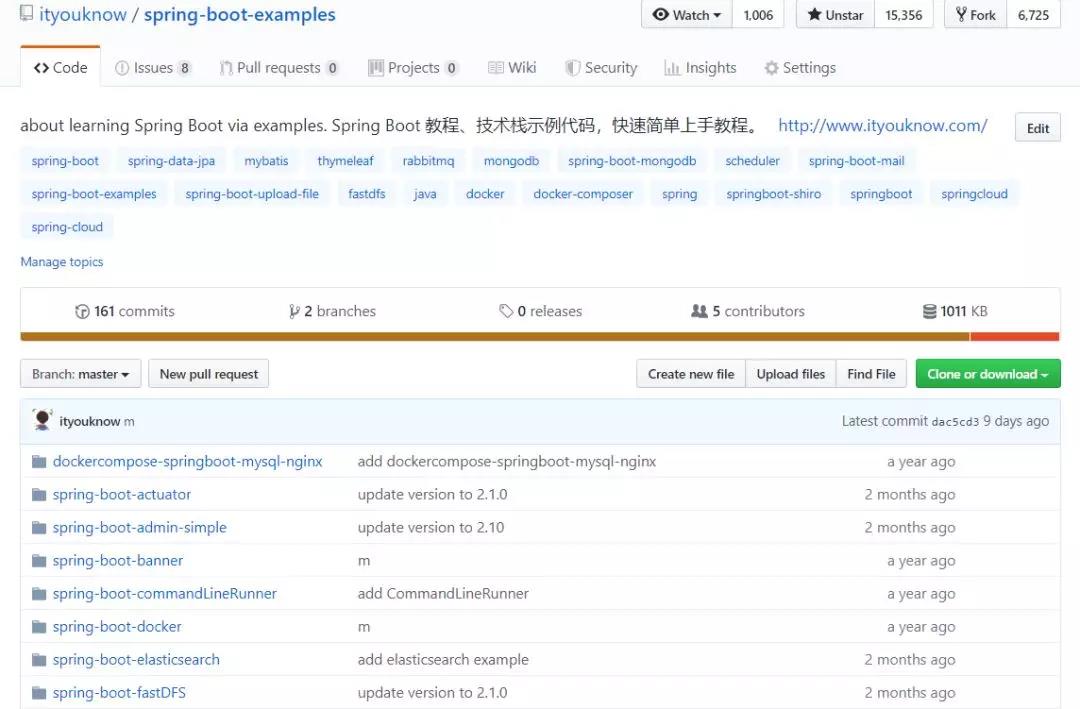 ityouknow / spring-boot-examples
Watch 1,006 Unstar 15,356 Fork 6,725
Code Issues 8 Pull requests 0 Projects 0 Wiki Security Insights Settings
about learning Spring Boot via examples. Spring Boot 教程、技术栈示例代码，快速简单上手教程。 http://www.ityouknow.com/ Edit
spring-boot spring-data-jpa mybatis thymeleaf rabbitmq mongodb spring-boot-mongodb scheduler spring-boot-mail
spring-boot-examples spring-boot-upload-file fastdfs java docker docker-composer spring springboot-shiro springboot springcloud
spring-cloud
Manage topics
161 commits 2 branches 0 releases 5 contributors 1011 KB
Branch: master New pull request Create new file Upload files Find File Clone or download
ityouknow m Latest commit dac5cd3 9 days ago
dockercompose-springboot-mysql-nginx add dockercompose-springboot-mysql-nginx a year ago
spring-boot-actuator update version to 2.1.0 2 months ago
spring-boot-admin-simple update version to 2.10 2 months ago
spring-boot-banner m a year ago
spring-boot-commandLineRunner add CommandLineRunner a year ago
spring-boot-docker m a year ago
spring-boot-elasticsearch add elasticsearch example 2 months ago
spring-boot-fastDFS update version to 2.1.0 2 months ago